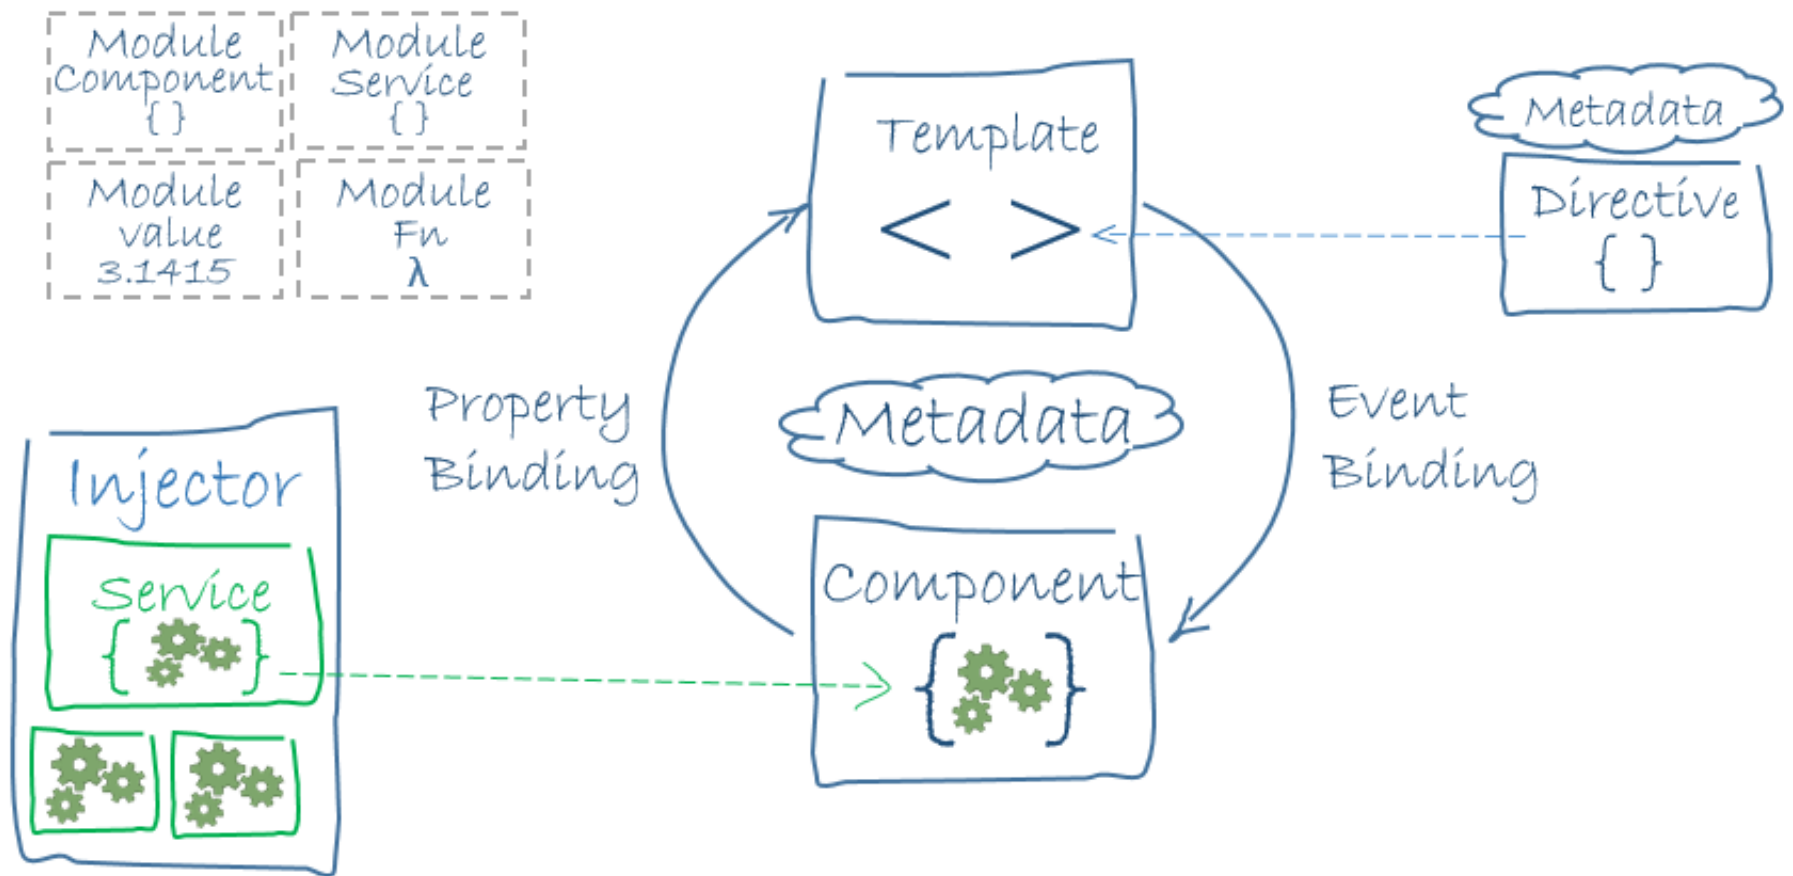 Module
Component
{ }
Module
Service
{ }
Module
value
3.1415
Module
Fn
λ
Template
< >
Metadata
Directive
{ }
Property
Binding
Metadata
Event
Binding
Injector
Service
{ }
Component
{ }